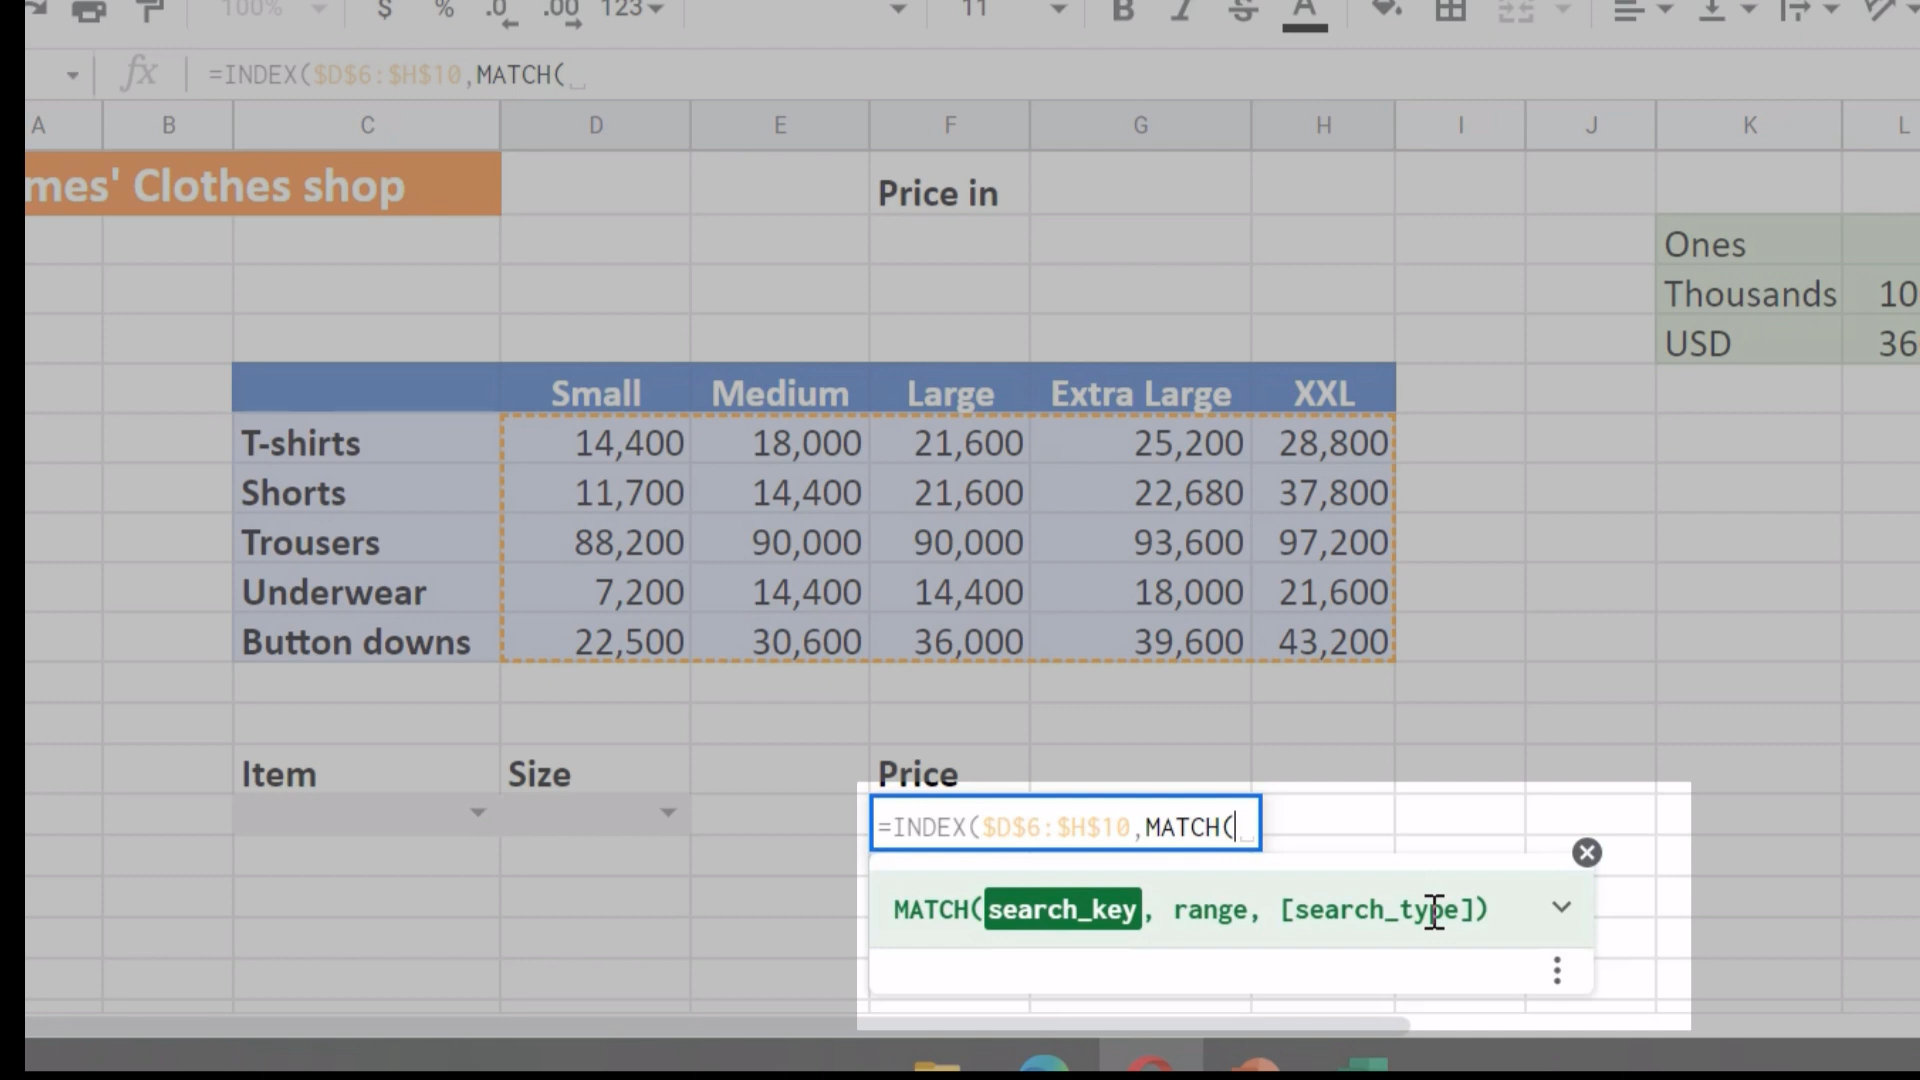 100% $ % .0 .00 123 11 B I S A
fx =INDEX($D$6:$H$10,MATCH(
A B C D E F G H I J K L
mes' Clothes shop Price in
Ones
Thousands 10
USD 36
Small Medium Large Extra Large XXL
T-shirts 14,400 18,000 21,600 25,200 28,800
Shorts 11,700 14,400 21,600 22,680 37,800
Trousers 88,200 90,000 90,000 93,600 97,200
Underwear 7,200 14,400 14,400 18,000 21,600
Button downs 22,500 30,600 36,000 39,600 43,200
Item Size Price
=INDEX($D$6:$H$10,MATCH(
MATCH(search_key, range, [search_type])